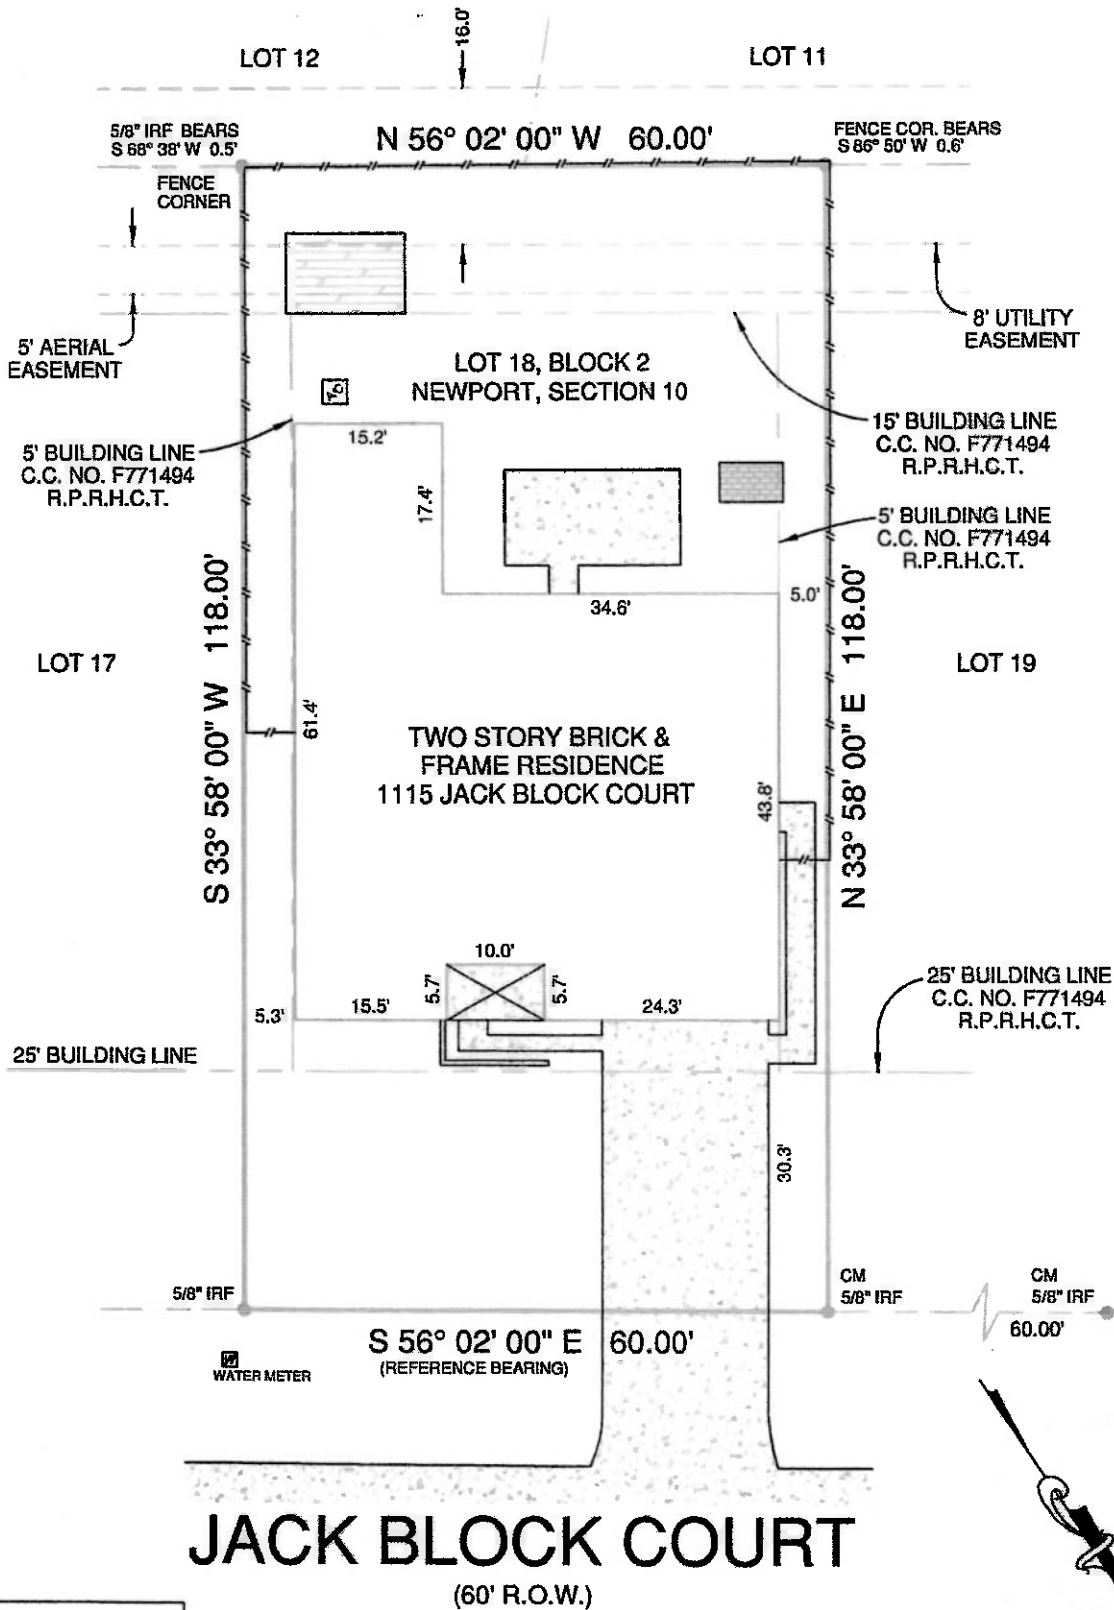 16.0'
LOT 12
LOT 11
5/8" IRF BEARS
S 68° 38' W 0.5'
N 56° 02' 00" W 60.00'
FENCE COR. BEARS
S 86° 50' W 0.6'
FENCE
CORNER
5' AERIAL
EASEMENT
8' UTILITY
EASEMENT
LOT 18, BLOCK 2
NEWPORT, SECTION 10
5' BUILDING LINE
C.C. NO. F771494
R.P.R.H.C.T.
15' BUILDING LINE
C.C. NO. F771494
R.P.R.H.C.T.
15.2'
17.4'
5' BUILDING LINE
C.C. NO. F771494
R.P.R.H.C.T.
34.6'
5.0'
S 33° 58' 00" W 118.00'
N 33° 58' 00" E 118.00'
LOT 17
LOT 19
61.4'
TWO STORY BRICK &
FRAME RESIDENCE
1115 JACK BLOCK COURT
43.8'
10.0'
5.7'
5.7'
5.3'
15.5'
24.3'
25' BUILDING LINE
C.C. NO. F771494
R.P.R.H.C.T.
25' BUILDING LINE
30.3'
5/8" IRF
CM
5/8" IRF
CM
5/8" IRF
60.00'
S 56° 02' 00" E 60.00'
(REFERENCE BEARING)
WATER METER
JACK BLOCK COURT
(60' R.O.W.)